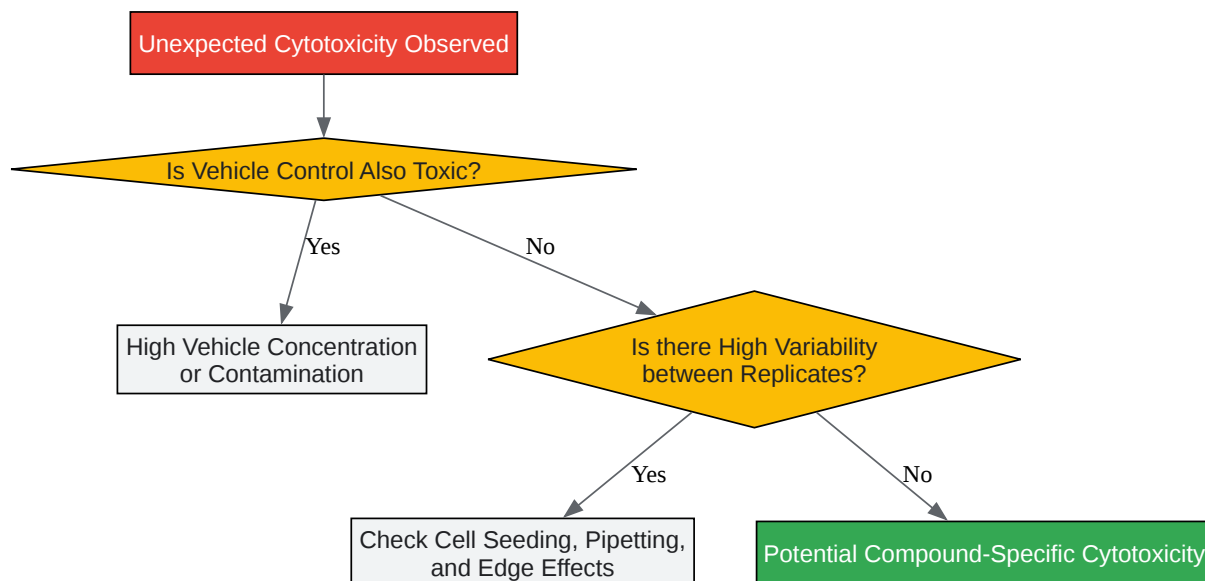 Unexpected Cytotoxicity Observed
Is Vehicle Control Also Toxic?
Yes
No
High Vehicle Concentration
or Contamination
Is there High Variability
between Replicates?
Yes
No
Check Cell Seeding, Pipetting,
and Edge Effects
Potential Compound-Specific Cytotoxicity